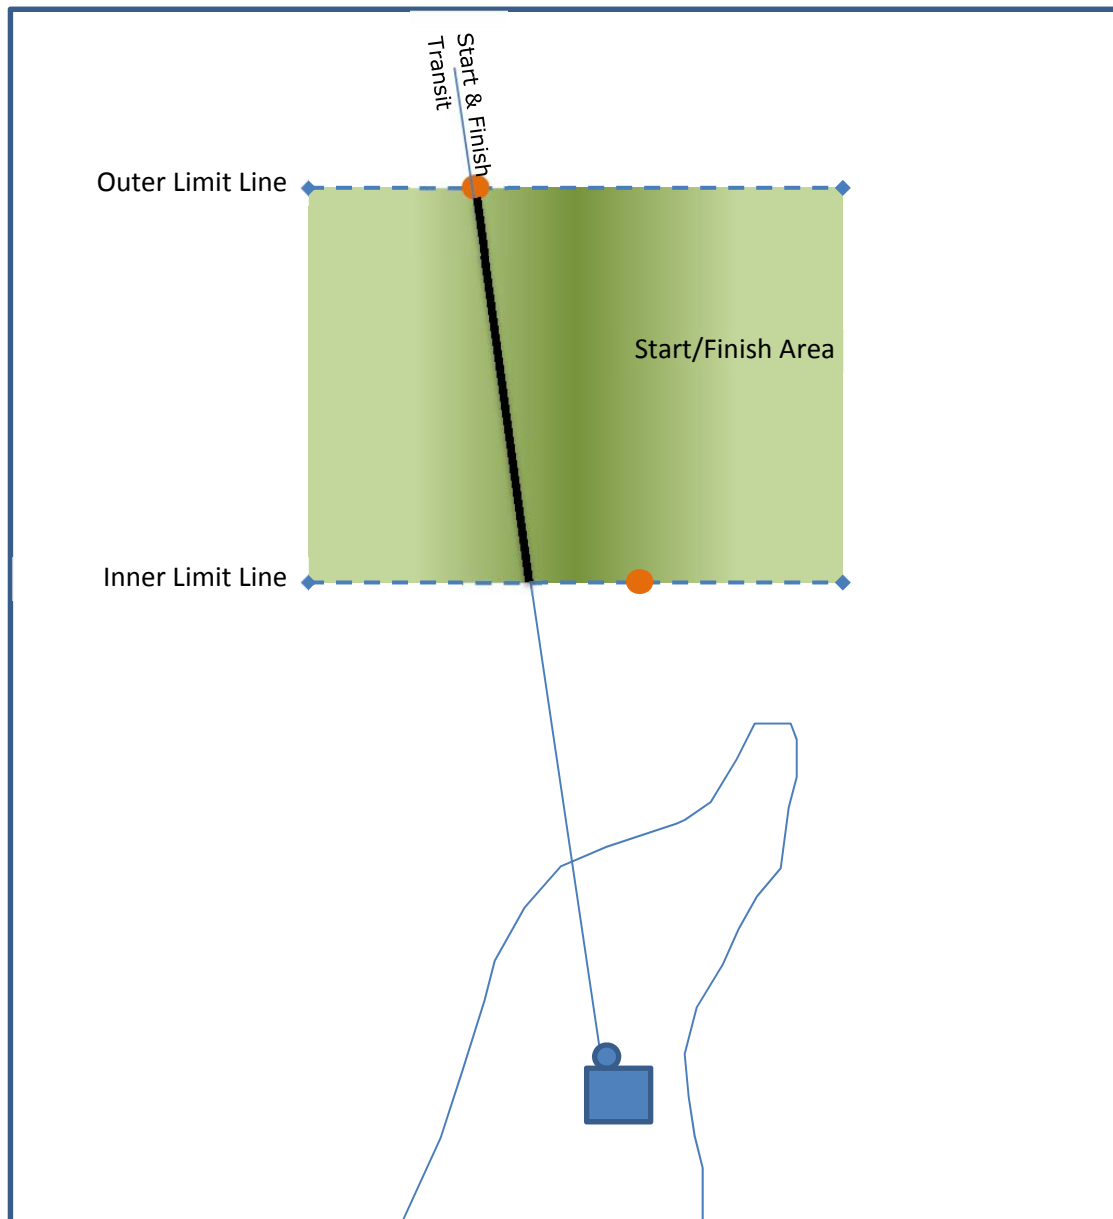 Start & Finish
Transit
Outer Limit Line
Start/Finish Area
Inner Limit Line